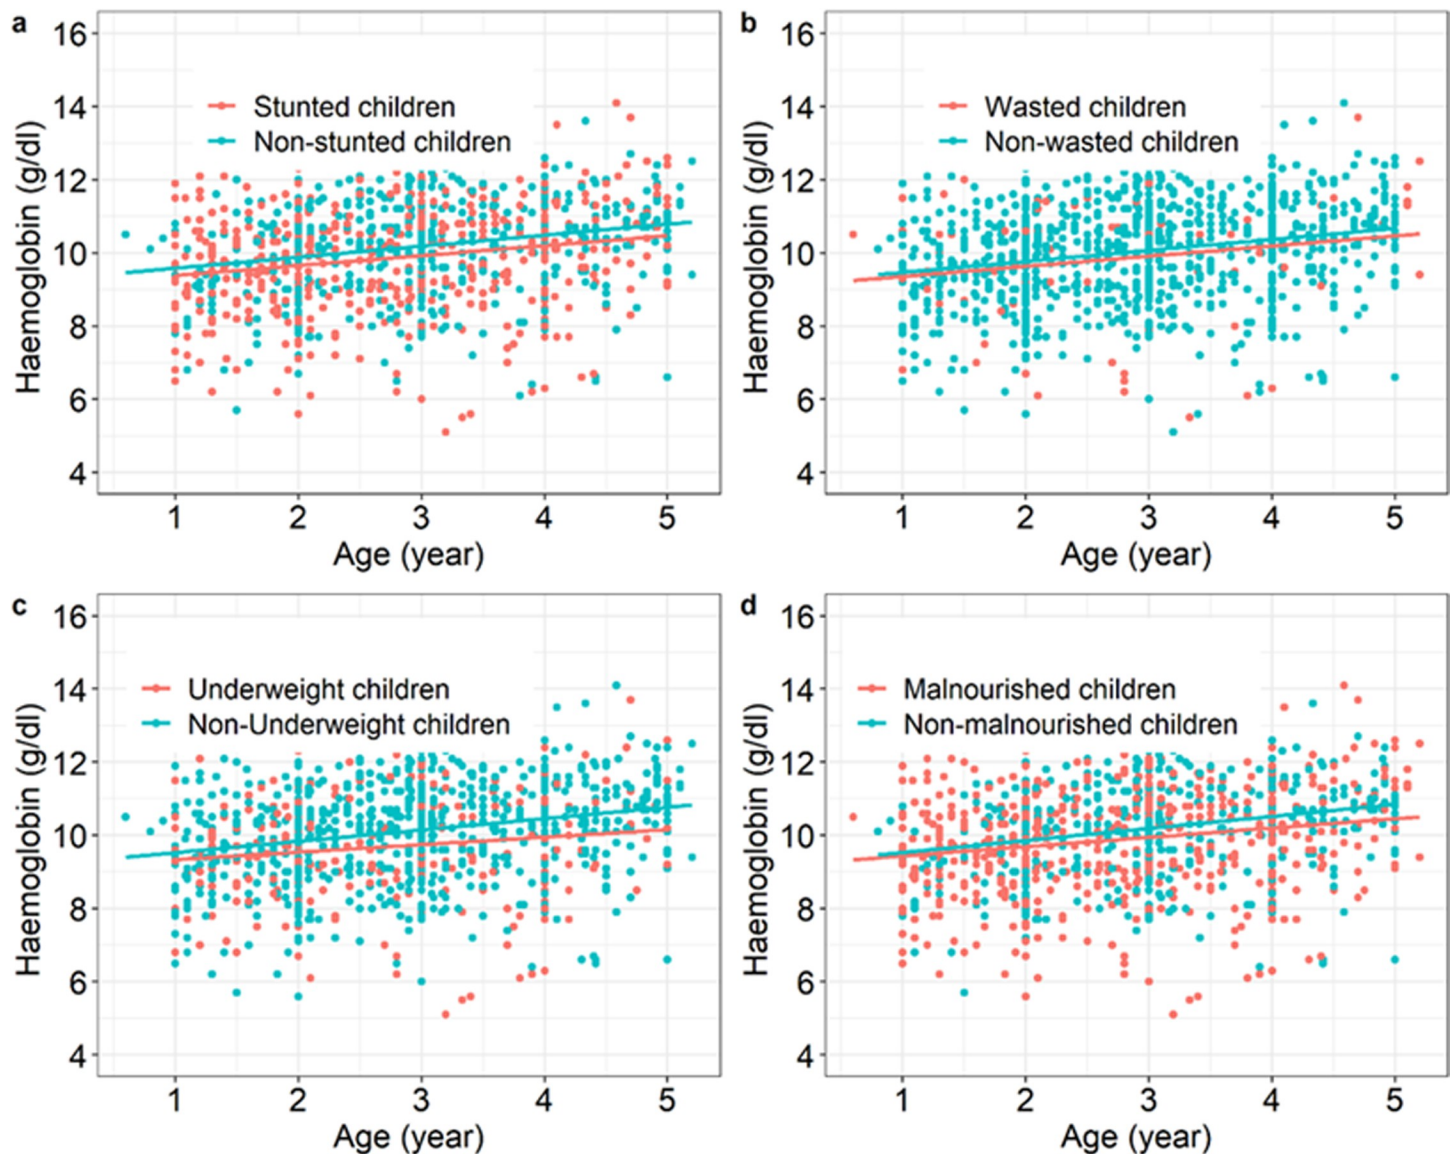 a
16
14
12
10
8
6
4
Haemoglobin (g/dl)
Stunted children
Non-stunted children
1 2 3 4 5
Age (year)
b
16
14
12
10
8
6
4
Haemoglobin (g/dl)
Wasted children
Non-wasted children
1 2 3 4 5
Age (year)
c
16
14
12
10
8
6
4
Haemoglobin (g/dl)
Underweight children
Non-Underweight children
1 2 3 4 5
Age (year)
d
16
14
12
10
8
6
4
Haemoglobin (g/dl)
Malnourished children
Non-malnourished children
1 2 3 4 5
Age (year)